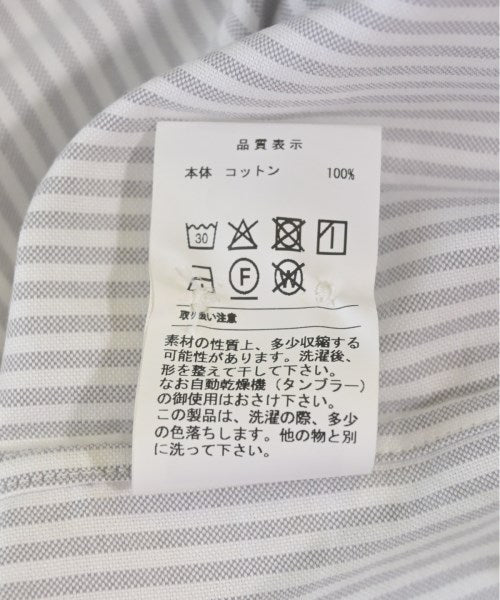 品質表示
本体 コットン 100%
30
F W
取り扱い注意
素材の性質上、多少収縮する
可能性があります。洗濯後、
形を整えて干して下さい。
なお自動乾燥機（タンブラー）
の御使用はおさけ下さい。
この製品は、洗濯の際、多少
の色落ちします。他の物と別
に洗って下さい。